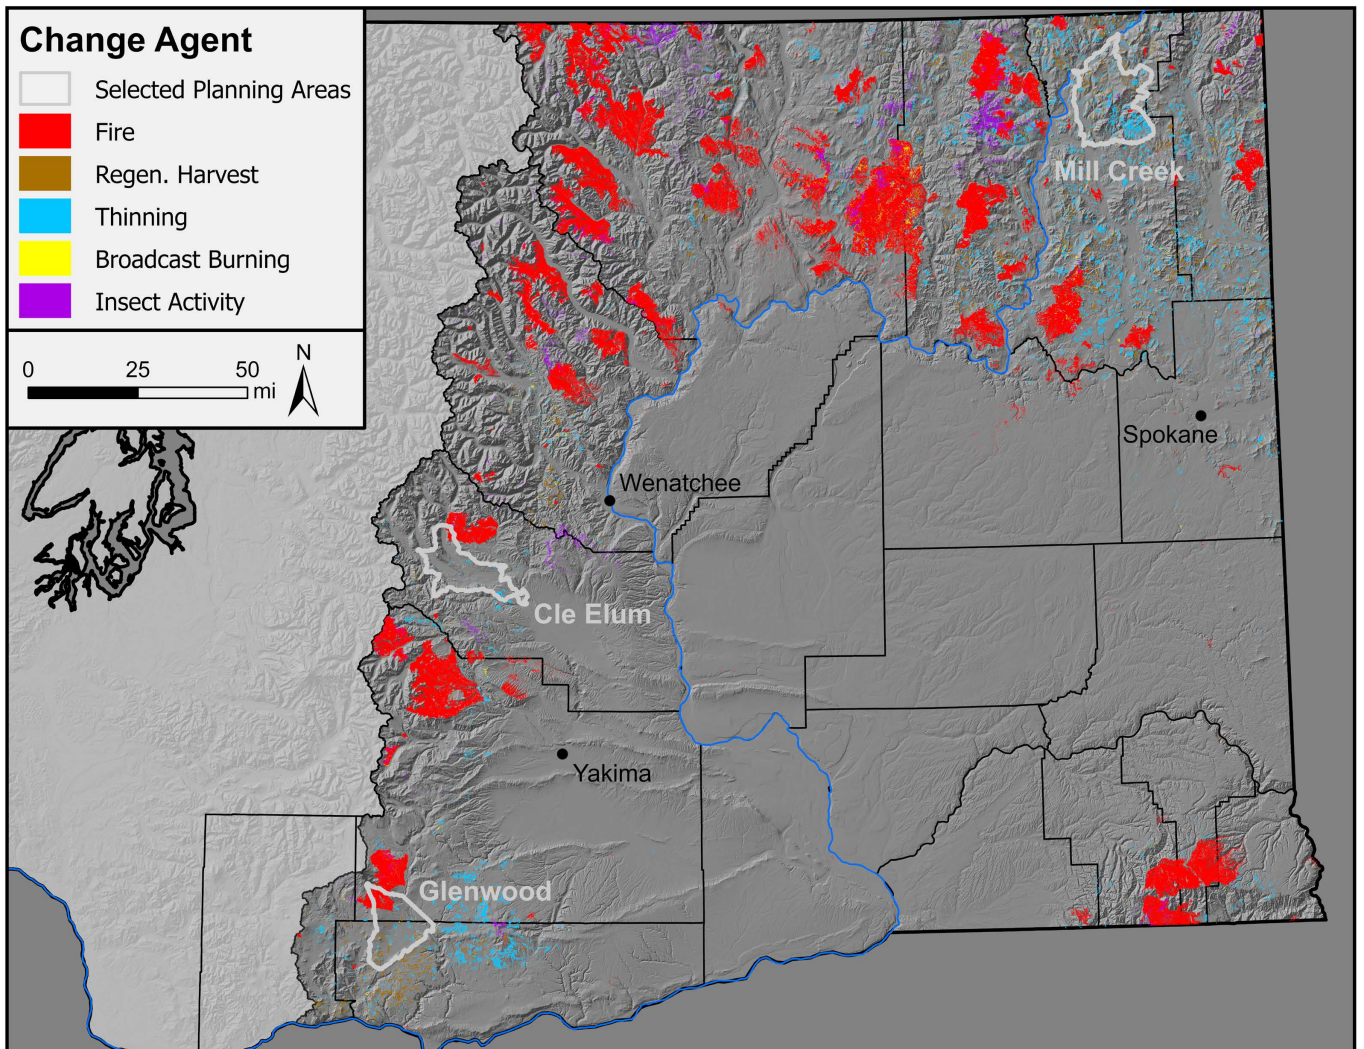 Change Agent
Selected Planning Areas
Fire
Regen. Harvest
Thinning
Broadcast Burning
Insect Activity
0 25 50 mi
N
Mill Creek
Spokane
Wenatchee
Cle Elum
Yakima
Glenwood